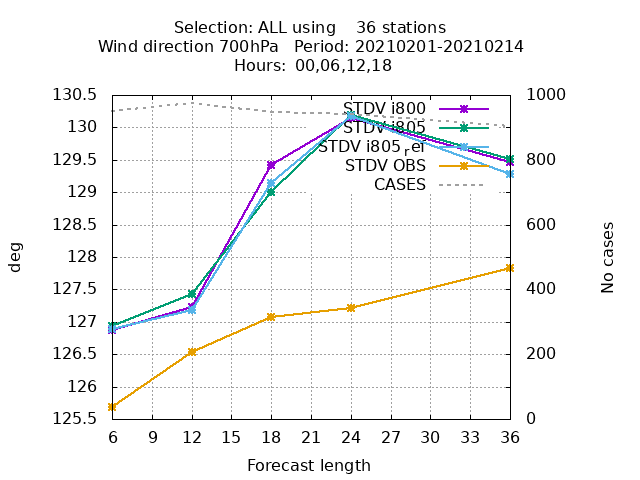 Selection: ALL using    36 stations
Wind direction 700hPa   Period: 20210201-20210214
Hours:  00,06,12,18
130.5
130
129.5
129
128.5
128
127.5
127
126.5
126
125.5
1000
800
600
400
200
0
deg
No cases
STDV i800
STDV i805
STDV i805,ref
STDV OBS
CASES
6 9 12 15 18 21 24 27 30 33 36
Forecast length